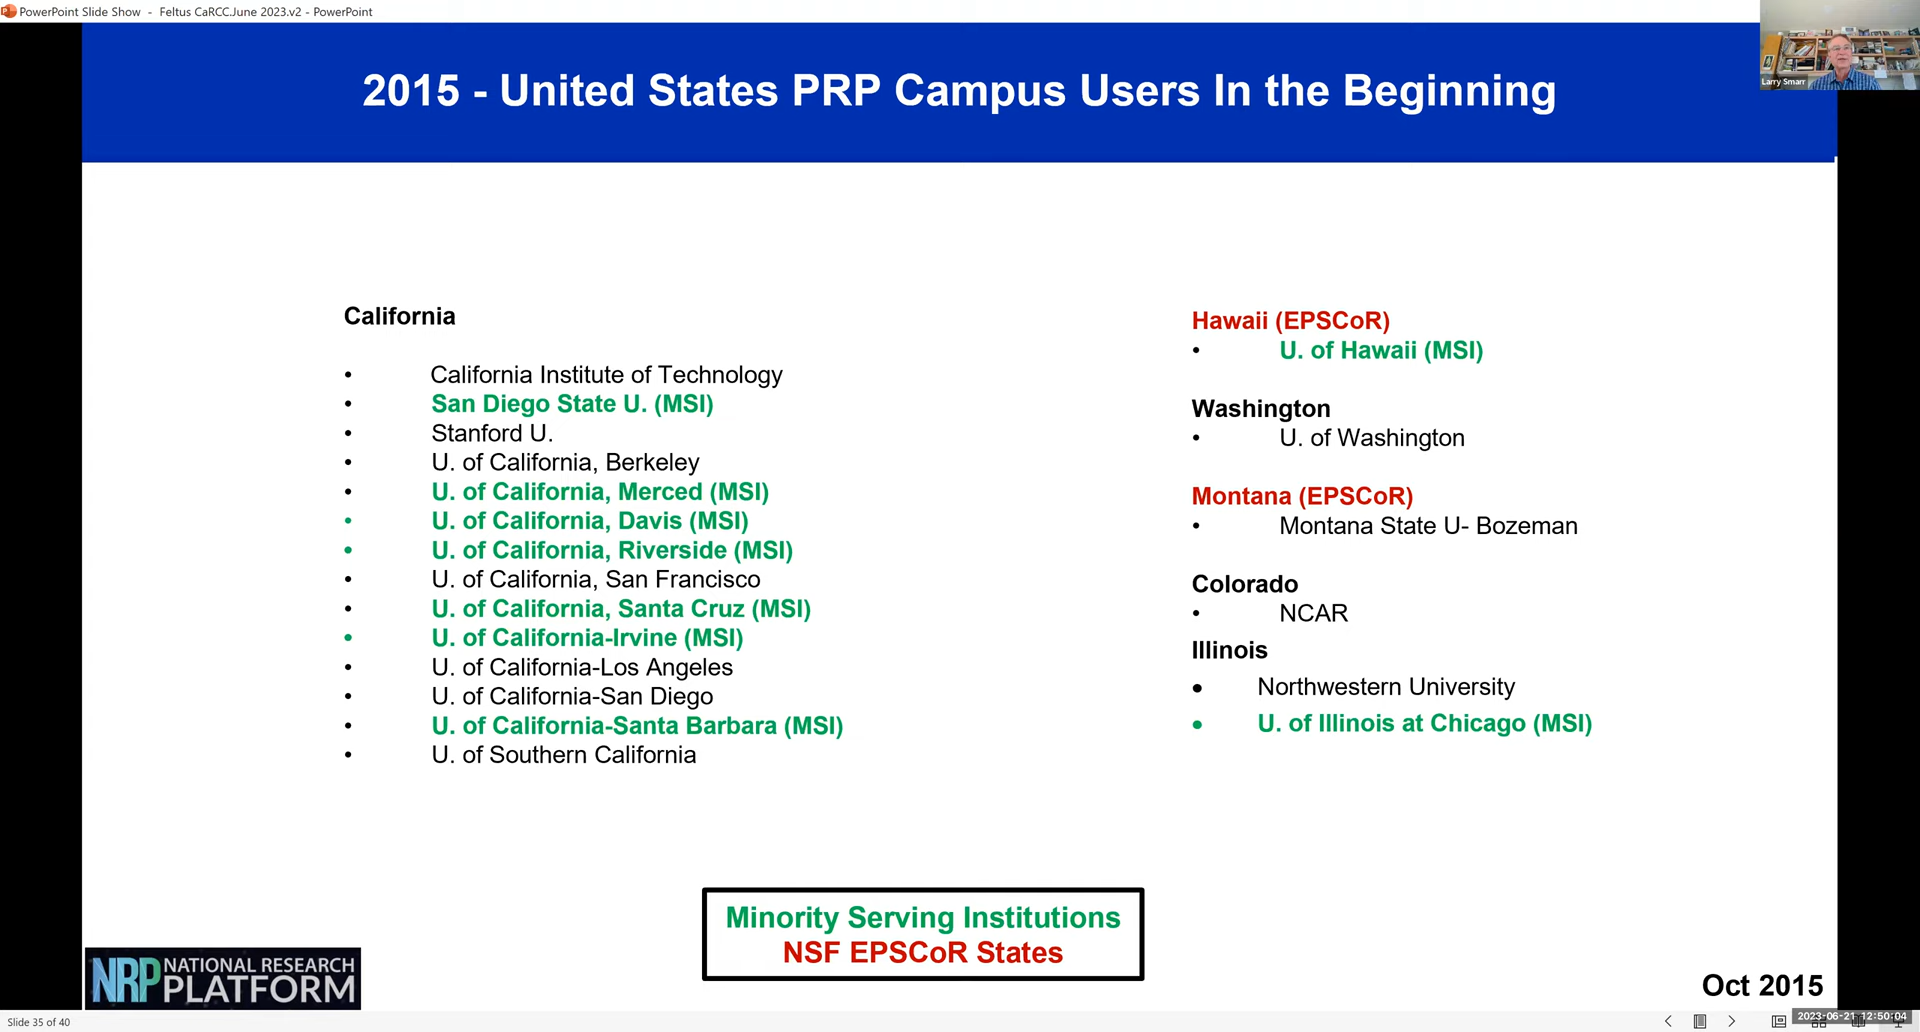 PowerPoint Slide Show - Feltus CaRCC.June 2023.v2 - PowerPoint
Larry Smarr
2015 - United States PRP Campus Users In the Beginning
California
• California Institute of Technology
• San Diego State U. (MSI)
• Stanford U.
• U. of California, Berkeley
• U. of California, Merced (MSI)
• U. of California, Davis (MSI)
• U. of California, Riverside (MSI)
• U. of California, San Francisco
• U. of California, Santa Cruz (MSI)
• U. of California-Irvine (MSI)
• U. of California-Los Angeles
• U. of California-San Diego
• U. of California-Santa Barbara (MSI)
• U. of Southern California
Hawaii (EPSCoR)
• U. of Hawaii (MSI)
Washington
• U. of Washington
Montana (EPSCoR)
• Montana State U- Bozeman
Colorado
• NCAR
Illinois
• Northwestern University
• U. of Illinois at Chicago (MSI)
Minority Serving Institutions
NSF EPSCoR States
NRP NATIONAL RESEARCH
PLATFORM
Oct 2015
Slide 35 of 40
2023-06-21 12:50:04